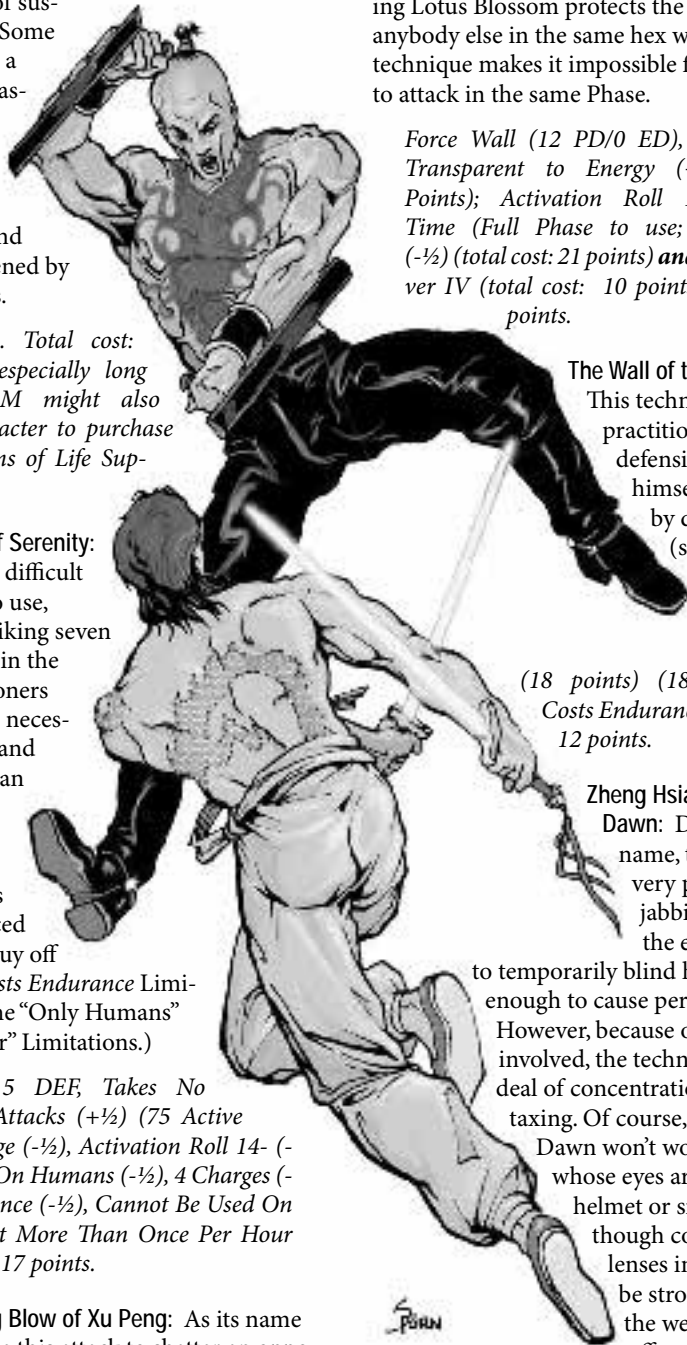 of sus-
Some
a
as-
nd
ened by
s.
. Total cost:
especially long
M might also
acter to purchase
ns of Life Sup-
f Serenity:
difficult
o use,
iking seven
in the
oners
neces-
and
an
s
ced
uy off
sts Endurance Limi-
he “Only Humans”
r” Limitations.)
5 DEF, Takes No
Attacks (+½) (75 Active
ge (-½), Activation Roll 14- (-
On Humans (-½), 4 Charges (-
nce (-½), Cannot Be Used On
t More Than Once Per Hour
17 points.
g Blow of Xu Peng: As its name
ing Lotus Blossom protects the
anybody else in the same hex w
technique makes it impossible f
to attack in the same Phase.
Force Wall (12 PD/0 ED),
Transparent to Energy (-
Points); Activation Roll
Time (Full Phase to use;
(-½) (total cost: 21 points) and
ver IV (total cost: 10 point
points.
The Wall of t
This techn
practitio
defensi
himse
by c
(s
(18 points) (18
Costs Enduranc
12 points.
Zheng Hsia
Dawn: D
name, t
very p
jabbi
the e
to temporarily blind h
enough to cause per
However, because o
involved, the techn
deal of concentratio
taxing. Of course,
Dawn won’t wo
whose eyes ar
helmet or si
though co
lenses in
be stro
the we
SPÖRN